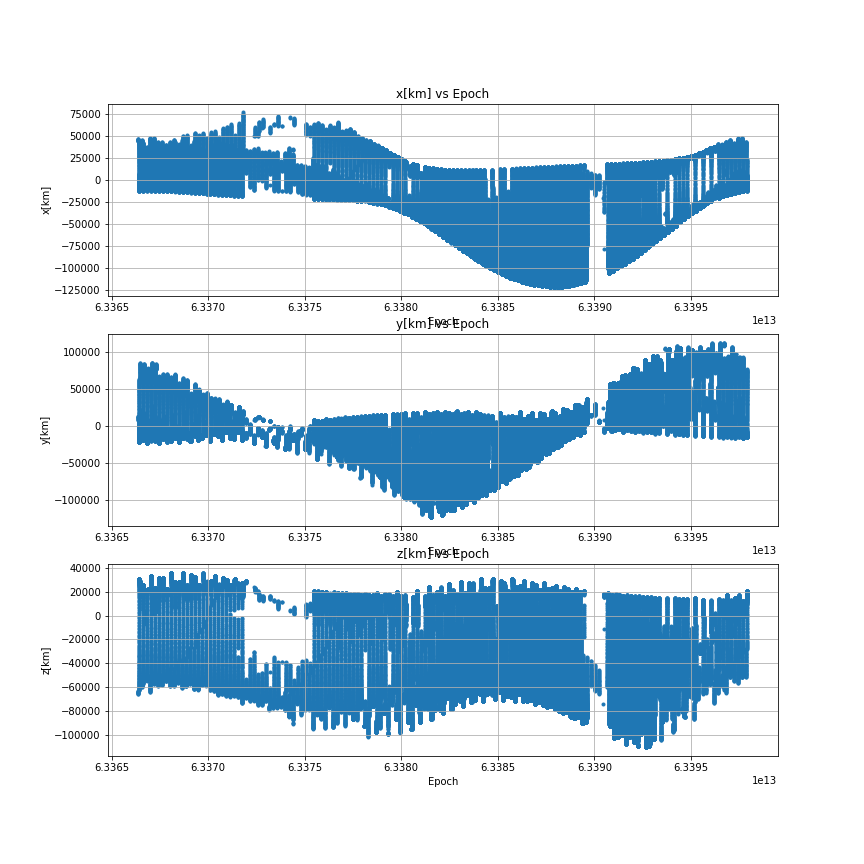 x[km] vs Epoch
x[km]
75000
50000
25000
0
−25000
−50000
−75000
−100000
−125000
6.3365 6.3370 6.3375 6.3380 6.3385 6.3390 6.3395
1e13
Epoch
y[km] vs Epoch
y[km]
100000
50000
0
−50000
−100000
6.3365 6.3370 6.3375 6.3380 6.3385 6.3390 6.3395
1e13
Epoch
z[km] vs Epoch
z[km]
40000
20000
0
−20000
−40000
−60000
−80000
−100000
6.3365 6.3370 6.3375 6.3380 6.3385 6.3390 6.3395
1e13
Epoch